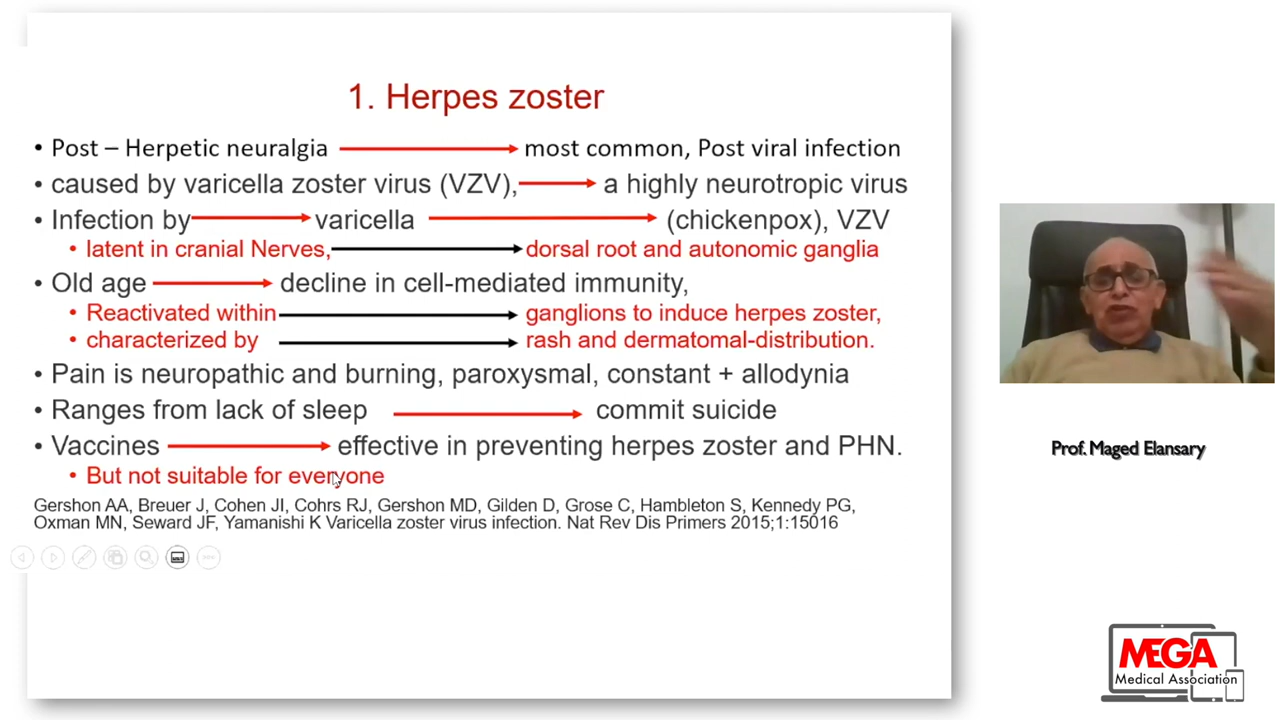 1. Herpes zoster
• Post – Herpetic neuralgia most common, Post viral infection
• caused by varicella zoster virus (VZV), a highly neurotropic virus
• Infection by varicella (chickenpox), VZV
• latent in cranial Nerves, dorsal root and autonomic ganglia
• Old age decline in cell-mediated immunity,
• Reactivated within ganglions to induce herpes zoster,
• characterized by rash and dermatomal-distribution.
• Pain is neuropathic and burning, paroxysmal, constant + allodynia
• Ranges from lack of sleep commit suicide
• Vaccines effective in preventing herpes zoster and PHN.
• But not suitable for everyone
Gershon AA, Breuer J, Cohen JI, Cohrs RJ, Gershon MD, Gilden D, Grose C, Hambleton S, Kennedy PG,
Oxman MN, Seward JF, Yamanishi K Varicella zoster virus infection. Nat Rev Dis Primers 2015;1:15016
Prof. Maged Elansary
MEGA
Medical Association